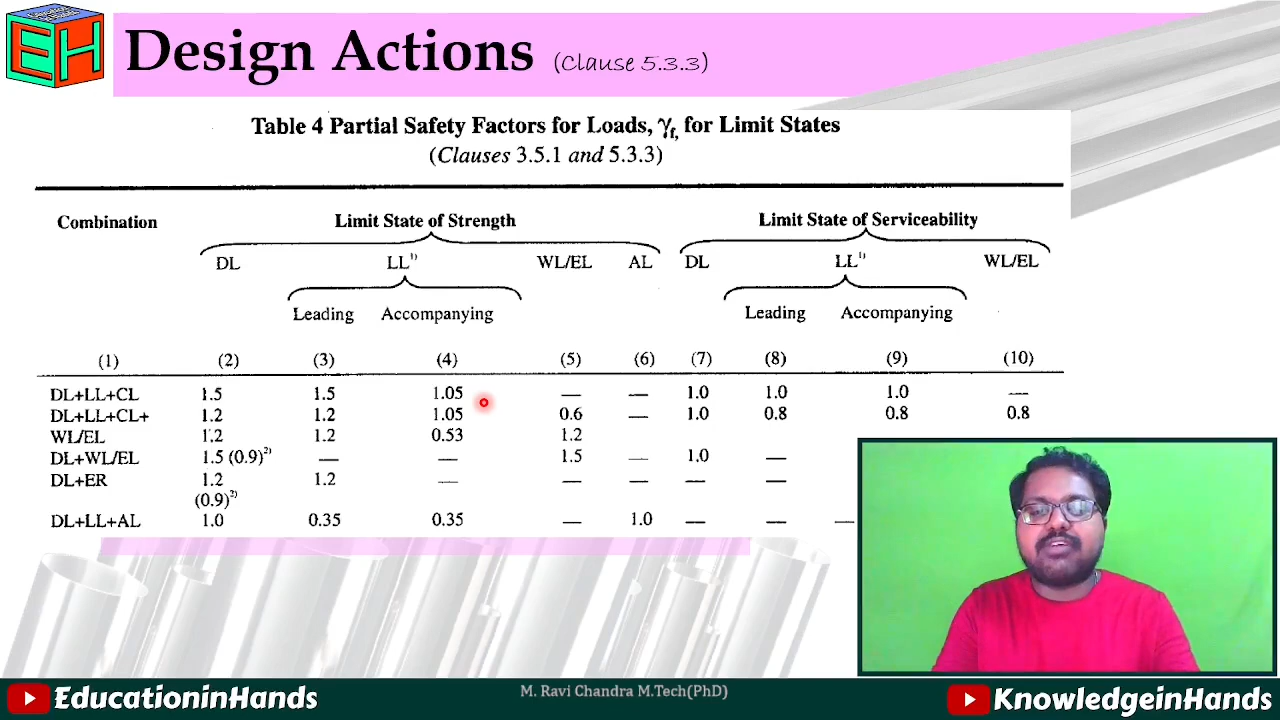 Education
inHands
EH
Design Actions (Clause 5.3.3)
Table 4 Partial Safety Factors for Loads, γf, for Limit States
(Clauses 3.5.1 and 5.3.3)
Combination Limit State of Strength Limit State of Serviceability
DL LL¹⁾ WL/EL AL DL LL¹⁾ WL/EL
Leading Accompanying Leading Accompanying
(1) (2) (3) (4) (5) (6) (7) (8) (9) (10)
DL+LL+CL 1.5 1.5 1.05 — — 1.0 1.0 1.0 —
DL+LL+CL+ 1.2 1.2 1.05 0.6 — 1.0 0.8 0.8 0.8
WL/EL 1.2 1.2 0.53 1.2
DL+WL/EL 1.5 (0.9)²⁾ — — 1.5 — 1.0 —
DL+ER 1.2 1.2 — — — — —
(0.9)²⁾
DL+LL+AL 1.0 0.35 0.35 — 1.0 — — —
EducationinHands
M. Ravi Chandra M.Tech(PhD)
KnowledgeinHands